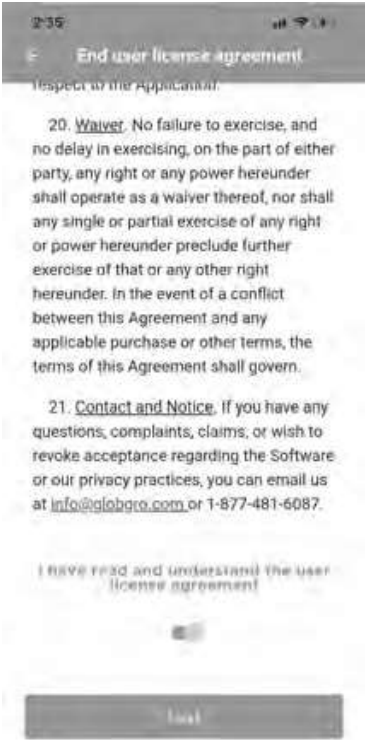 2:35
End user license agreement
respect to the Application.
20. Waiver. No failure to exercise, and
no delay in exercising, on the part of either
party, any right or any power hereunder
shall operate as a waiver thereof, nor shall
any single or partial exercise of any right
or power hereunder preclude further
exercise of that or any other right
hereunder. In the event of a conflict
between this Agreement and any
applicable purchase or other terms, the
terms of this Agreement shall govern.
21. Contact and Notice. If you have any
questions, complaints, claims, or wish to
revoke acceptance regarding the Software
or our privacy practices, you can email us
at info@globgro.com or 1-877-481-6087.
I have read and understand the user
license agreement